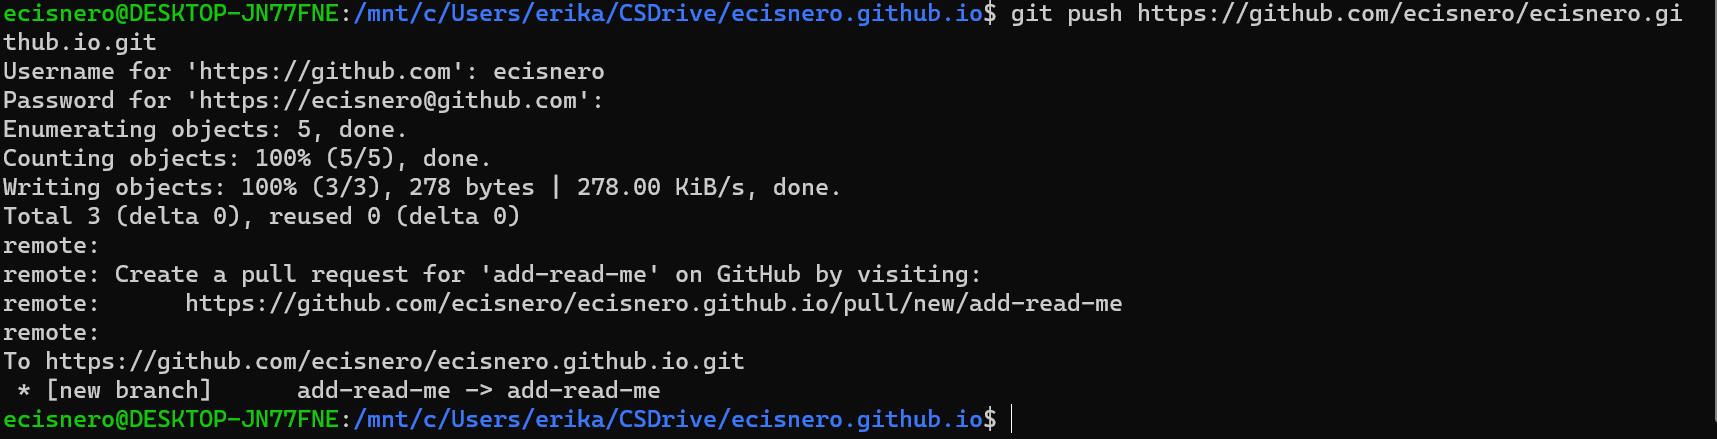 ecisnero@DESKTOP-JN77FNE:/mnt/c/Users/erika/CSDrive/ecisnero.github.io$ git push https://github.com/ecisnero/ecisnero.gi
thub.io.git
Username for 'https://github.com': ecisnero
Password for 'https://ecisnero@github.com':
Enumerating objects: 5, done.
Counting objects: 100% (5/5), done.
Writing objects: 100% (3/3), 278 bytes | 278.00 KiB/s, done.
Total 3 (delta 0), reused 0 (delta 0)
remote:
remote: Create a pull request for 'add-read-me' on GitHub by visiting:
remote:      https://github.com/ecisnero/ecisnero.github.io/pull/new/add-read-me
remote:
To https://github.com/ecisnero/ecisnero.github.io.git
 * [new branch]      add-read-me -> add-read-me
ecisnero@DESKTOP-JN77FNE:/mnt/c/Users/erika/CSDrive/ecisnero.github.io$